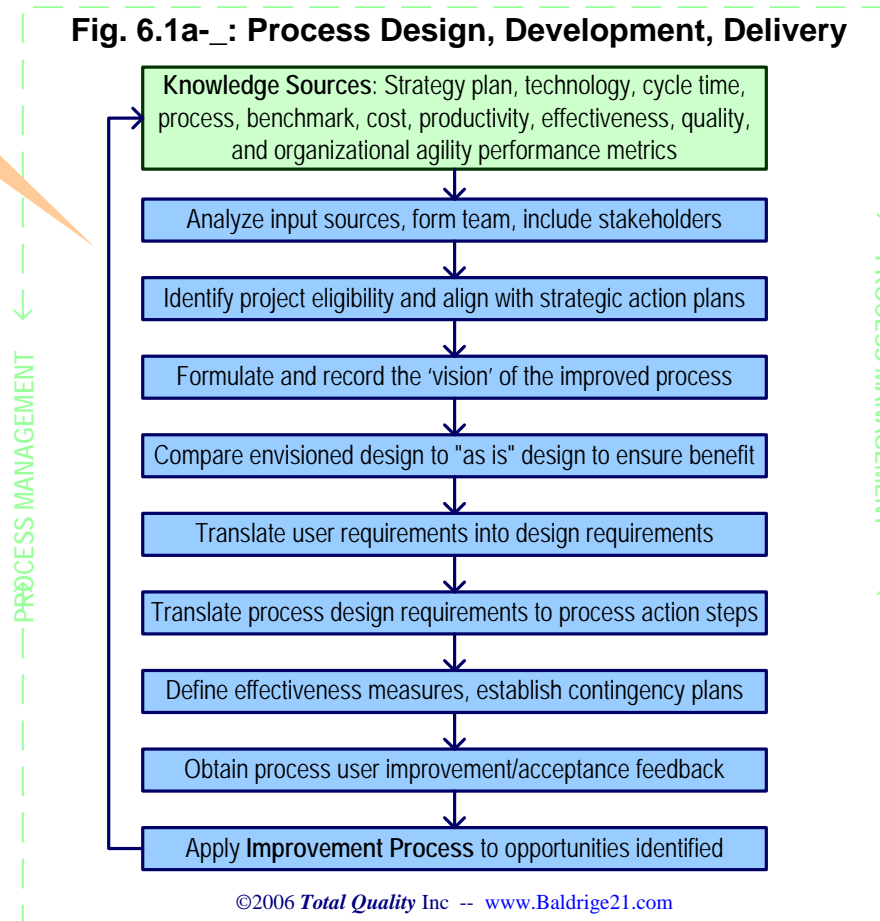 Fig. 6.1a-_: Process Design, Development, Delivery
Knowledge Sources: Strategy plan, technology, cycle time,
process, benchmark, cost, productivity, effectiveness, quality,
and organizational agility performance metrics
Analyze input sources, form team, include stakeholders
Identify project eligibility and align with strategic action plans
Formulate and record the ‘vision’ of the improved process
Compare envisioned design to "as is" design to ensure benefit
Translate user requirements into design requirements
Translate process design requirements to process action steps
Define effectiveness measures, establish contingency plans
Obtain process user improvement/acceptance feedback
Apply Improvement Process to opportunities identified
PROCESS MANAGEMENT
PROCESS MANAGEMENT
©2006 Total Quality Inc -- www.Baldrige21.com